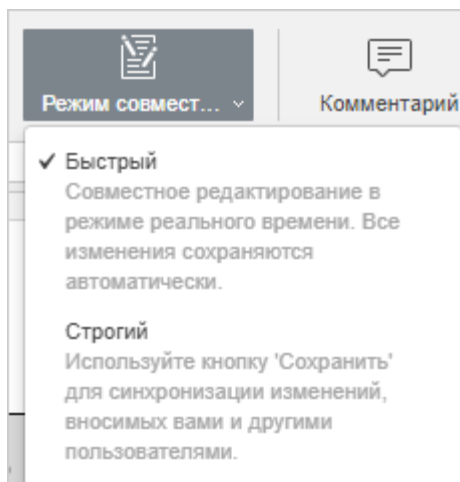 Режим совмест...
Комментарий
Быстрый
Совместное редактирование в
режиме реального времени. Все
изменения сохраняются
автоматически.
Строгий
Используйте кнопку 'Сохранить'
для синхронизации изменений,
вносимых вами и другими
пользователями.